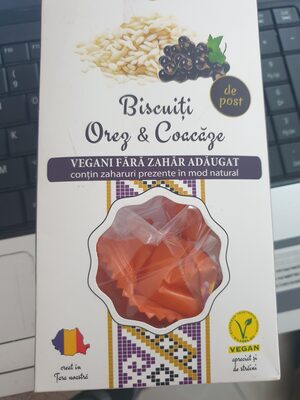 de
post
Biscuiți
Orez & Coacăze
VEGANI FĂRĂ ZAHĂR ADĂUGAT
conțin zaharuri prezente în mod natural
creat în
Țara noastră
VEGAN
apreciat și
de străini